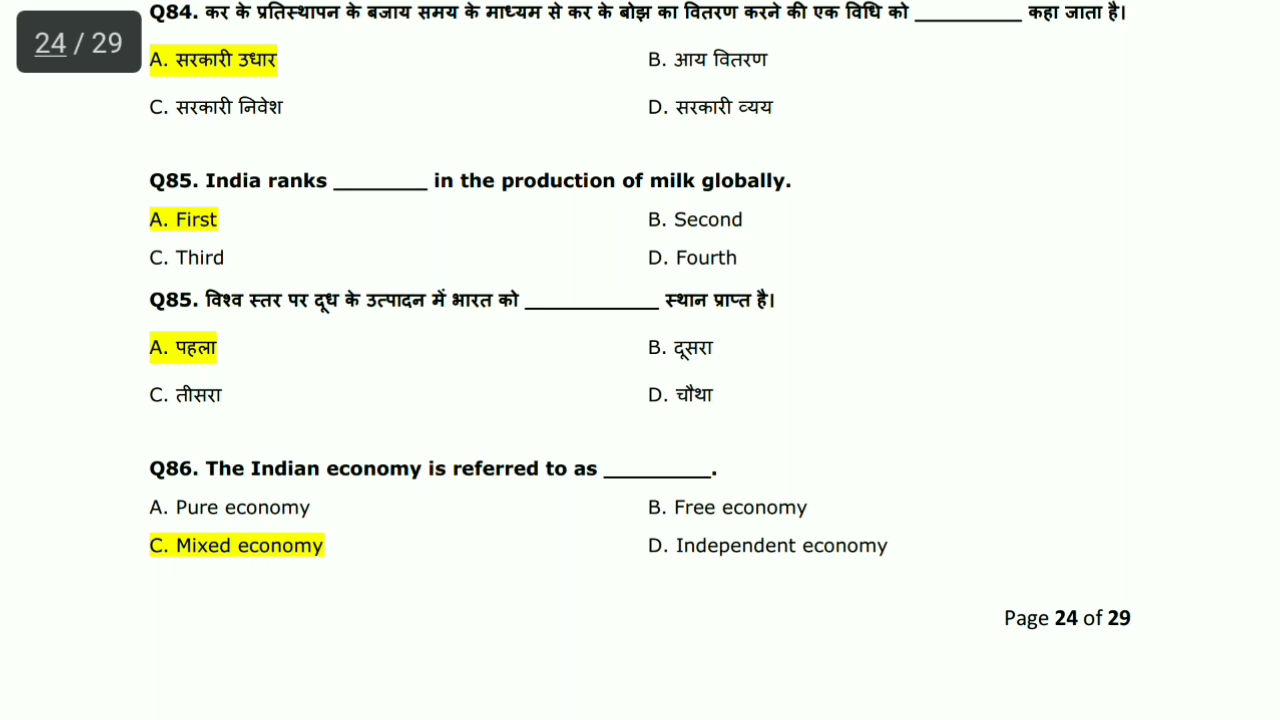 Q84. कर के प्रतिस्थापन के बजाय समय के माध्यम से कर के बोझ का वितरण करने की एक विधि को __________ कहा जाता है।
24 / 29
A. सरकारी उधार B. आय वितरण
C. सरकारी निवेश D. सरकारी व्यय
Q85. India ranks ________ in the production of milk globally.
A. First B. Second
C. Third D. Fourth
Q85. विश्व स्तर पर दूध के उत्पादन में भारत को ____________ स्थान प्राप्त है।
A. पहला B. दूसरा
C. तीसरा D. चौथा
Q86. The Indian economy is referred to as _________.
A. Pure economy B. Free economy
C. Mixed economy D. Independent economy
Page 24 of 29